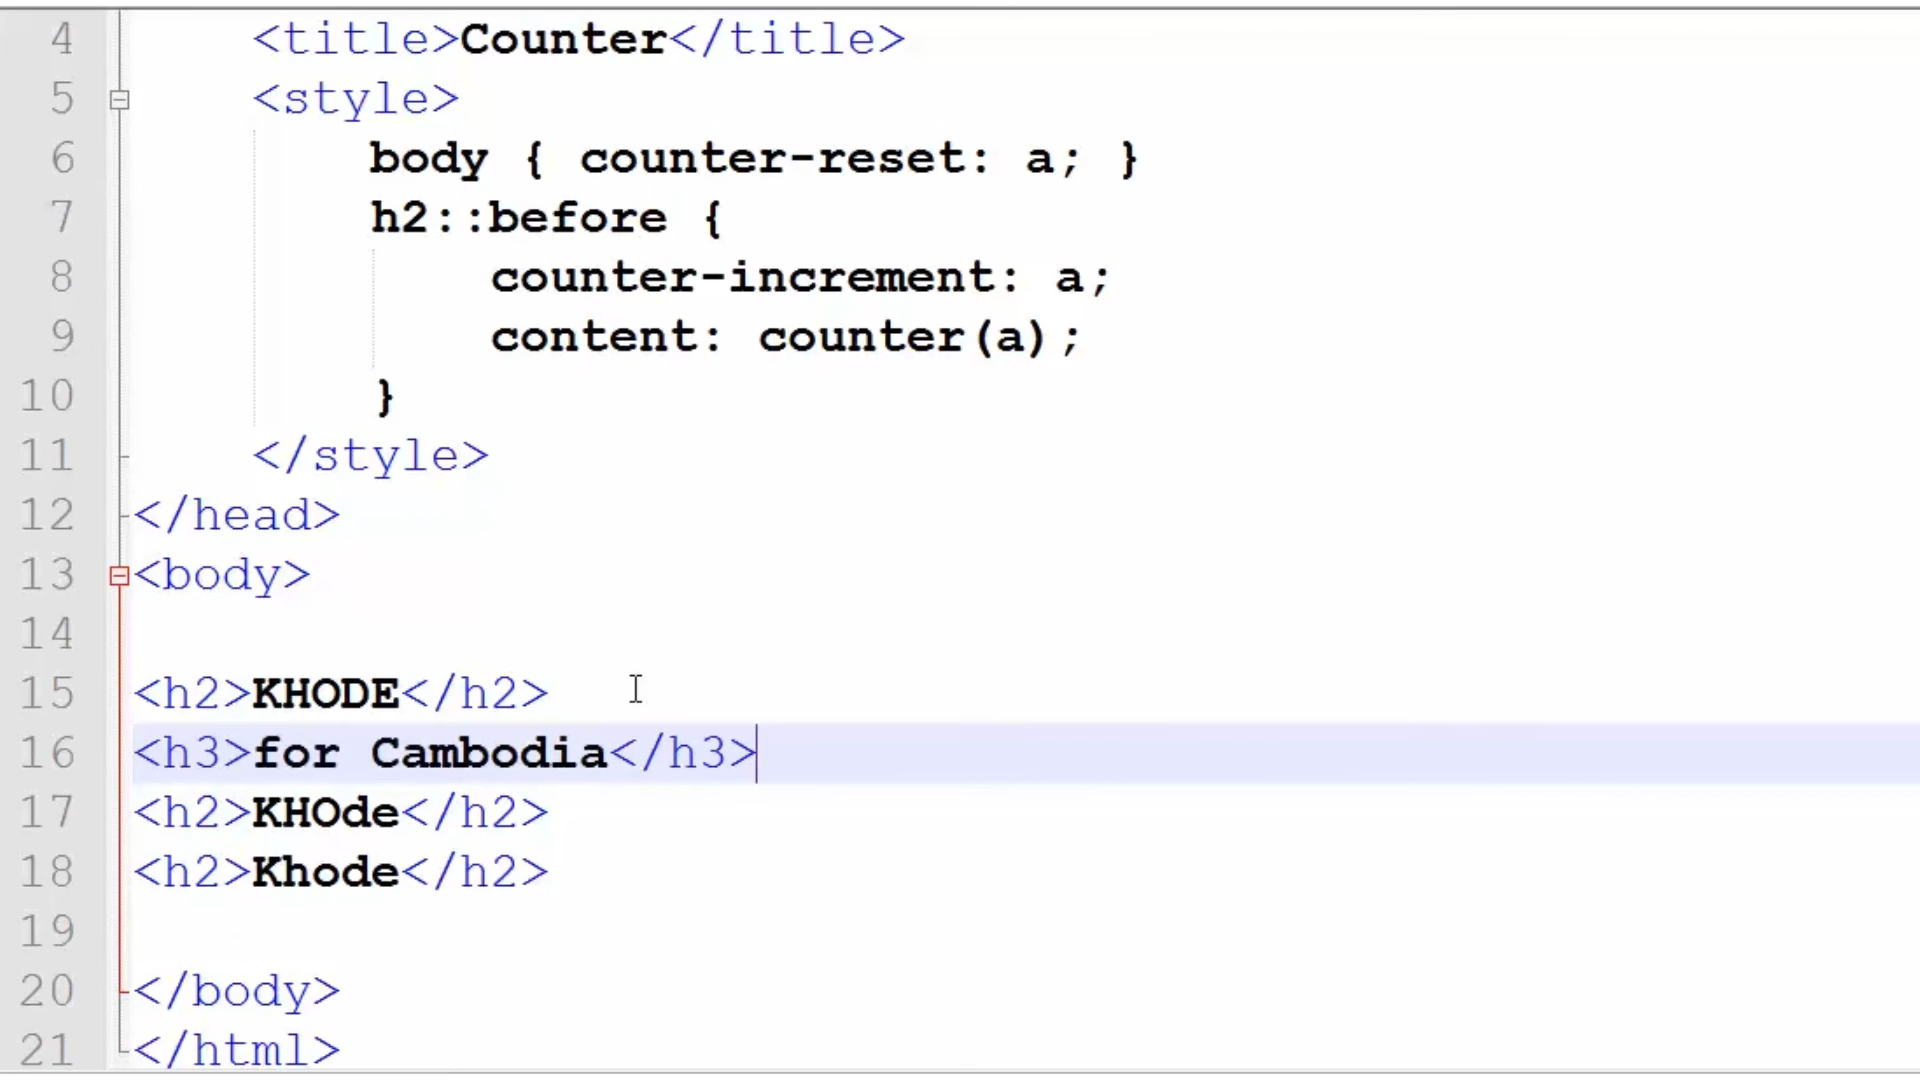 4 <title>Counter</title>
5 <style>
6 body { counter-reset: a; }
7 h2::before {
8 counter-increment: a;
9 content: counter(a);
10 }
11 </style>
12 </head>
13 <body>
14
15 <h2>KHODE</h2>
16 <h3>for Cambodia</h3>
17 <h2>KHOde</h2>
18 <h2>Khode</h2>
19
20 </body>
21 </html>